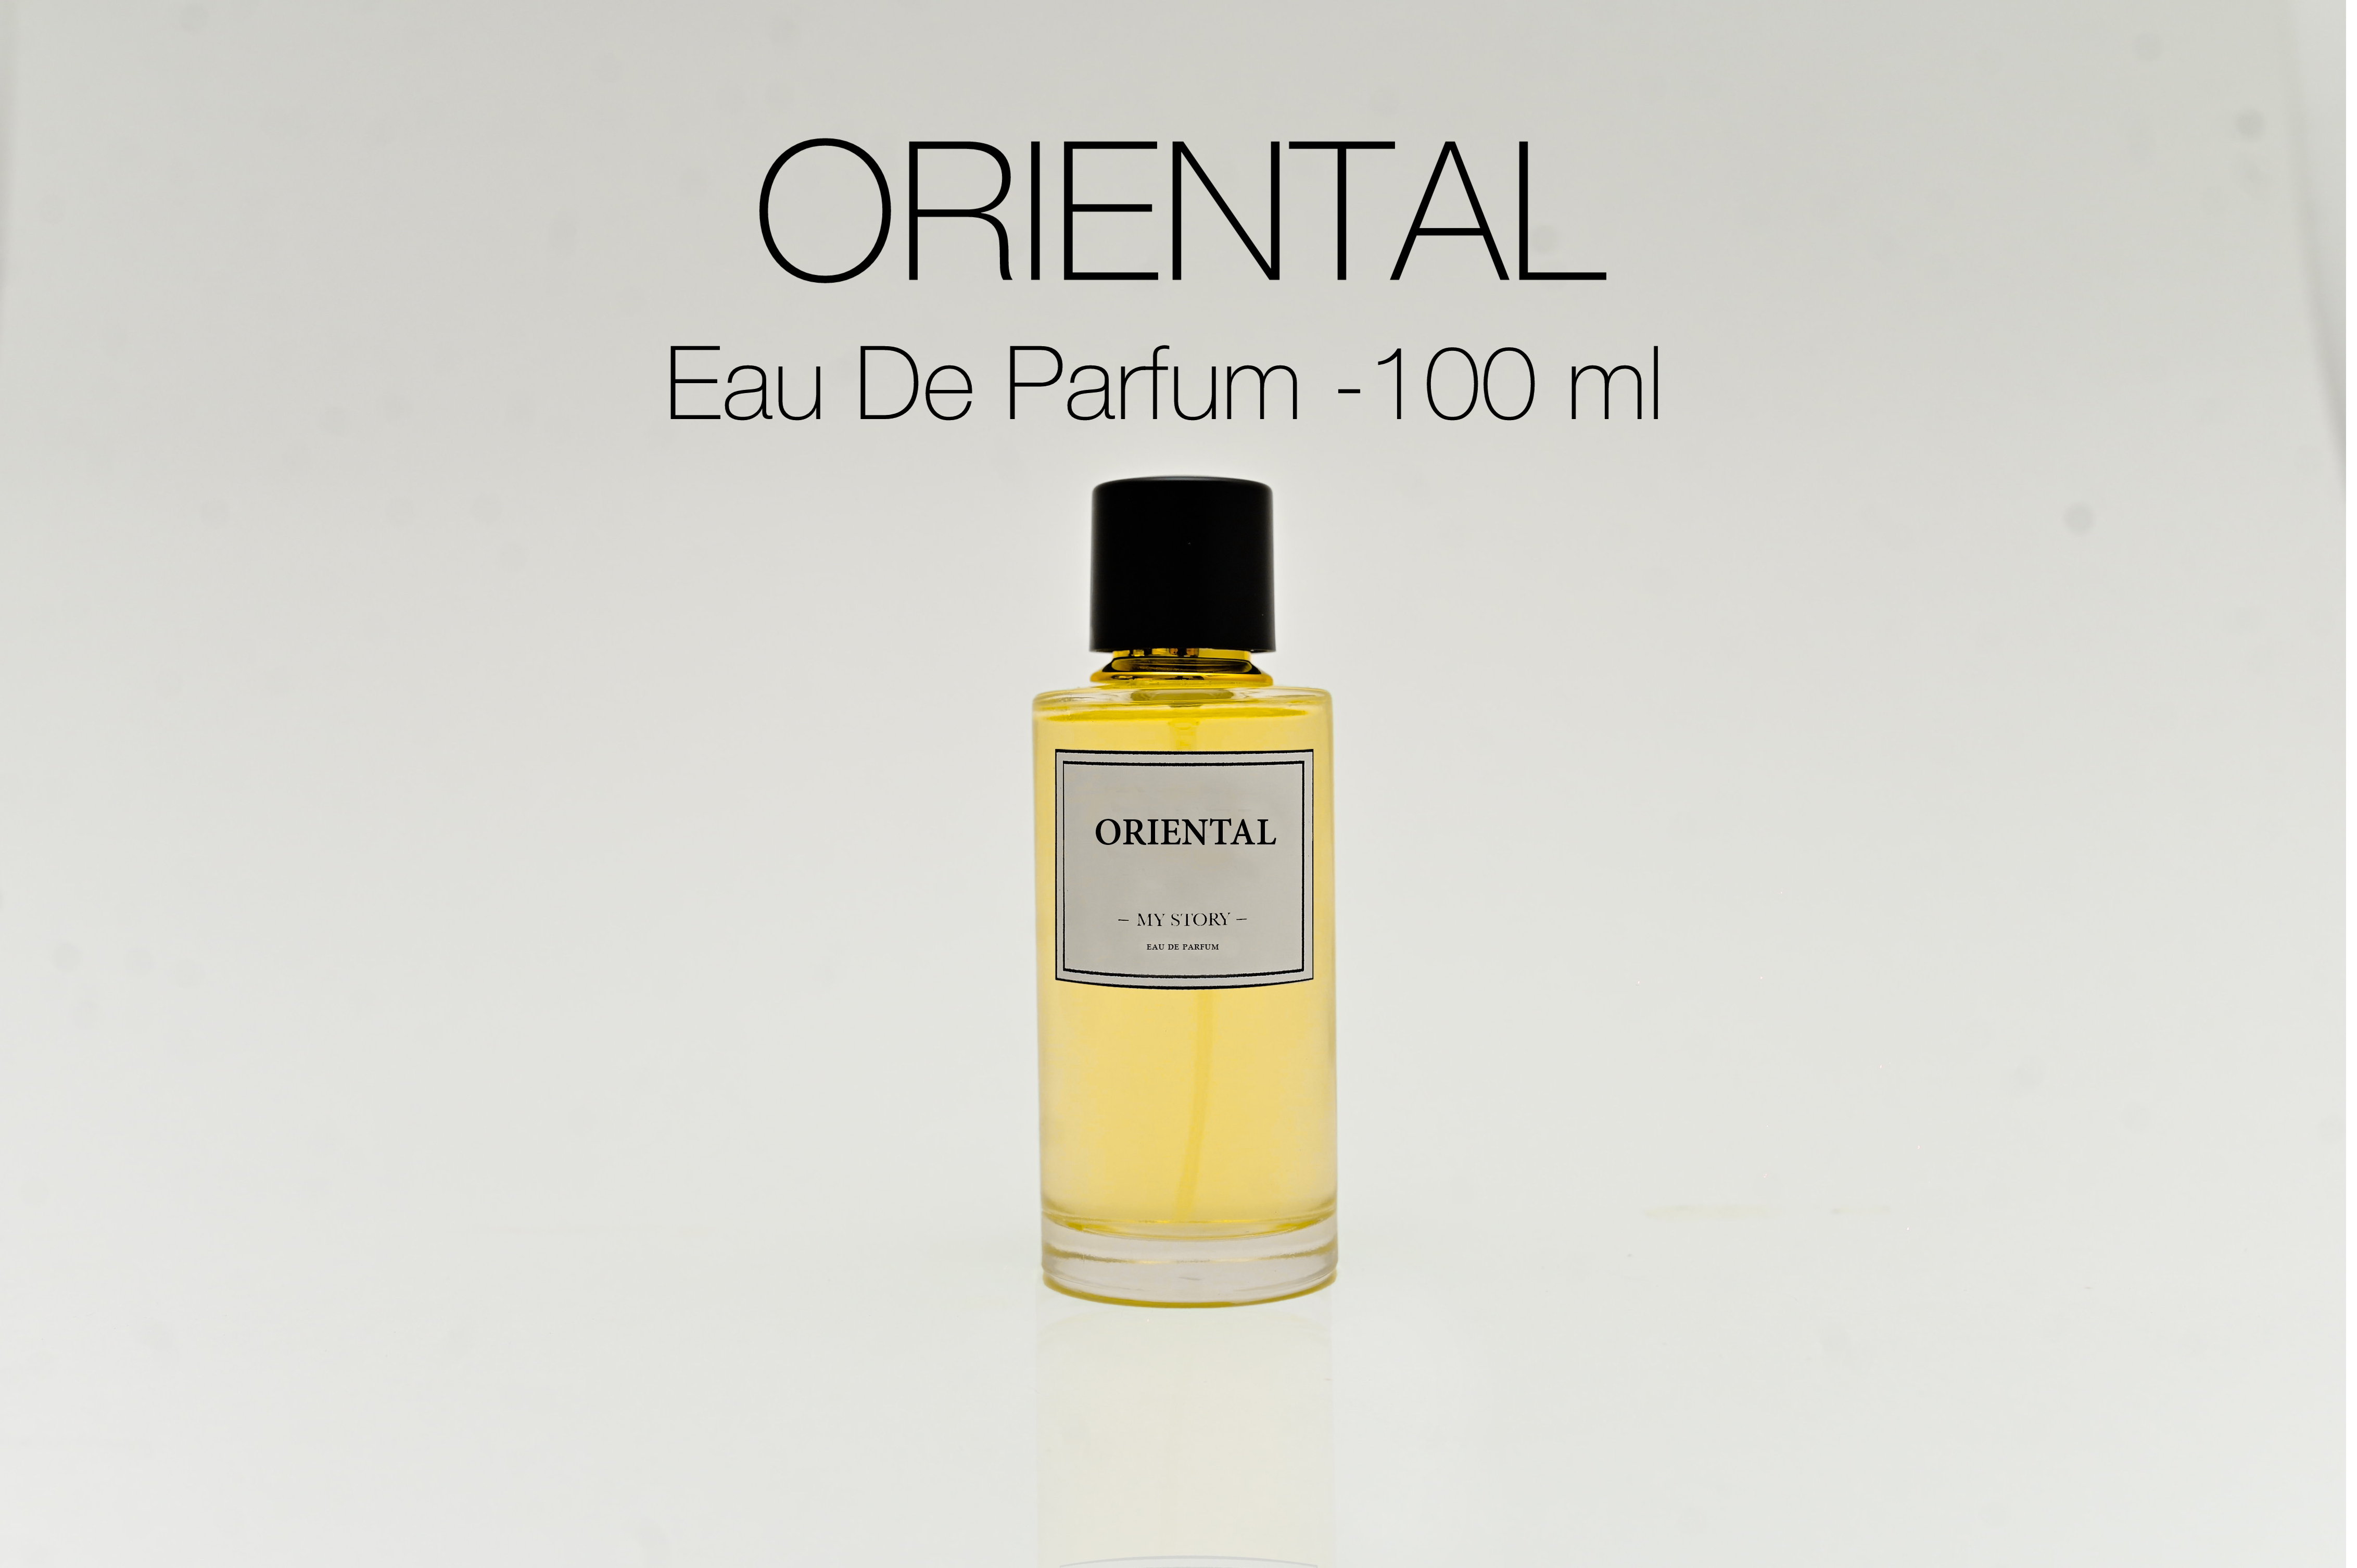 ORIENTAL
Eau De Parfum -100 ml
ORIENTAL
– MY STORY –
EAU DE PARFUM